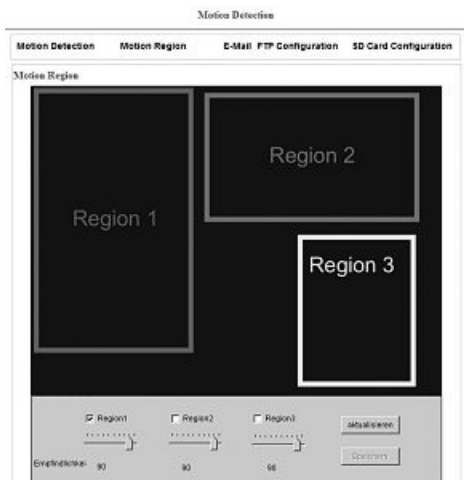 Motion Detection
Motion Detection Motion Region E-Mail FTP Configuration SD Card Configuration
Motion Region
Region 1
Region 2
Region 3
Region1 Region2 Region3 aktualisieren
Empfindlichkei 90 90 90 Speichern